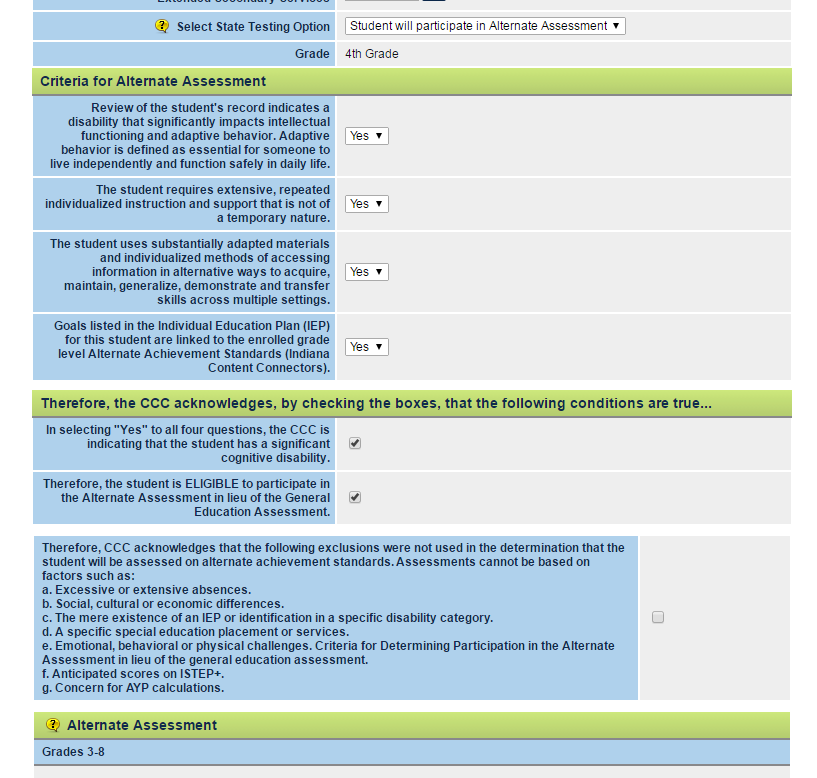 Extended Secondary Services
Select State Testing Option
Student will participate in Alternate Assessment
Grade
4th Grade
Criteria for Alternate Assessment
Review of the student's record indicates a
disability that significantly impacts intellectual
functioning and adaptive behavior. Adaptive
behavior is defined as essential for someone to
live independently and function safely in daily life.
Yes
The student requires extensive, repeated
individualized instruction and support that is not of
a temporary nature.
Yes
The student uses substantially adapted materials
and individualized methods of accessing
information in alternative ways to acquire,
maintain, generalize, demonstrate and transfer
skills across multiple settings.
Yes
Goals listed in the Individual Education Plan (IEP)
for this student are linked to the enrolled grade
level Alternate Achievement Standards (Indiana
Content Connectors).
Yes
Therefore, the CCC acknowledges, by checking the boxes, that the following conditions are true...
In selecting "Yes" to all four questions, the CCC is
indicating that the student has a significant
cognitive disability.
Therefore, the student is ELIGIBLE to participate in
the Alternate Assessment in lieu of the General
Education Assessment.
Therefore, CCC acknowledges that the following exclusions were not used in the determination that the
student will be assessed on alternate achievement standards. Assessments cannot be based on
factors such as:
a. Excessive or extensive absences.
b. Social, cultural or economic differences.
c. The mere existence of an IEP or identification in a specific disability category.
d. A specific special education placement or services.
e. Emotional, behavioral or physical challenges. Criteria for Determining Participation in the Alternate
Assessment in lieu of the general education assessment.
f. Anticipated scores on ISTEP+.
g. Concern for AYP calculations.
Alternate Assessment
Grades 3-8